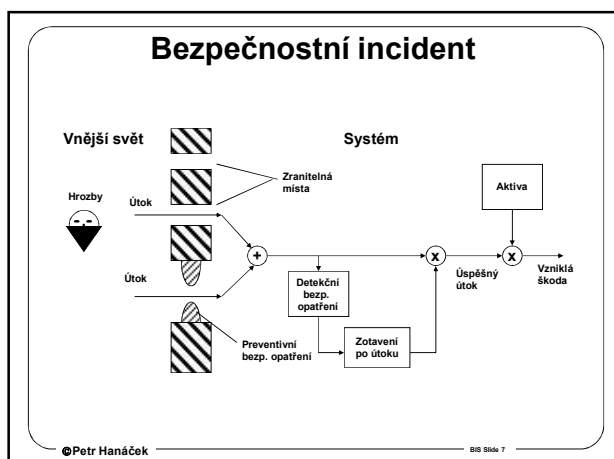 Bezpečnostní incident
Vnější svět
Systém
Zranitelná
místa
Hrozby
Útok
Aktiva
+
x
x
Útok
Detekční
bezp.
opatření
Úspěšný
útok
Vzniklá
škoda
Preventivní
bezp. opatření
Zotavení
po útoku
©Petr Hanáček
BIS Slide 7